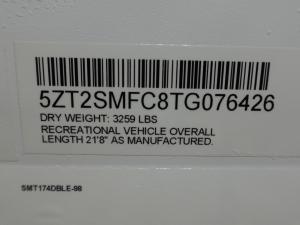 5ZT2SMFC8TG076426
DRY WEIGHT: 3259 LBS
RECREATIONAL VEHICLE OVERALL
LENGTH 21'8" AS MANUFACTURED.
SMT174DBLE-98